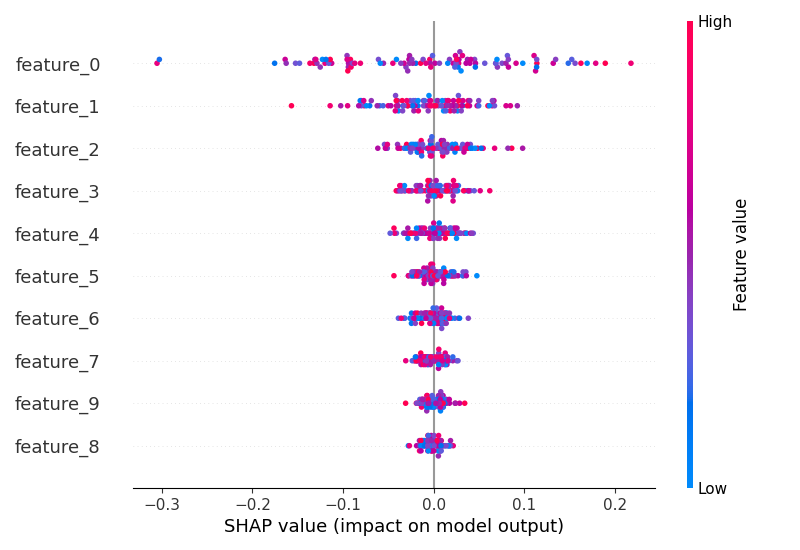 High
feature_0
feature_1
feature_2
feature_3
feature_4
feature_5
feature_6
feature_7
feature_9
feature_8
Feature value
Low
−0.3 −0.2 −0.1 0.0 0.1 0.2
SHAP value (impact on model output)